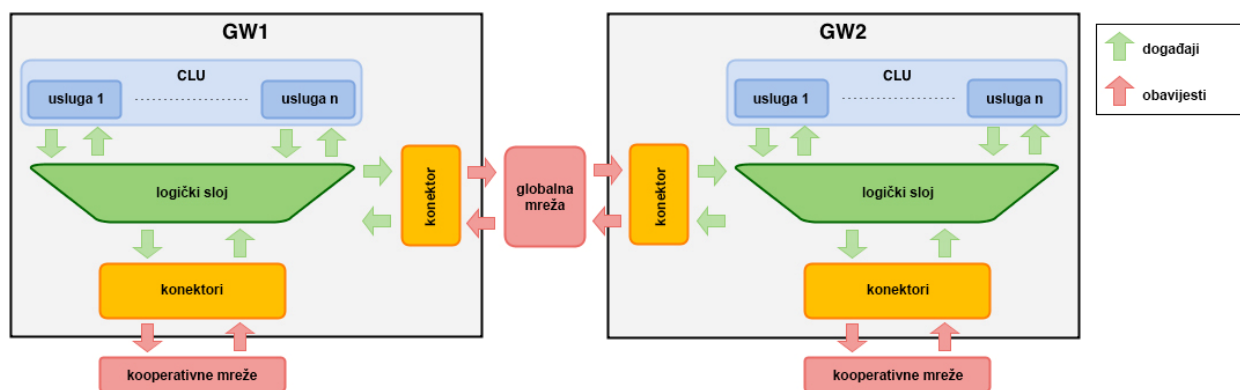 GW1
CLU
usluga 1
usluga n
logički sloj
konektor
konektori
kooperativne mreže
globalna
mreža
GW2
CLU
usluga 1
usluga n
konektor
logički sloj
konektori
kooperativne mreže
događaji
obavijesti